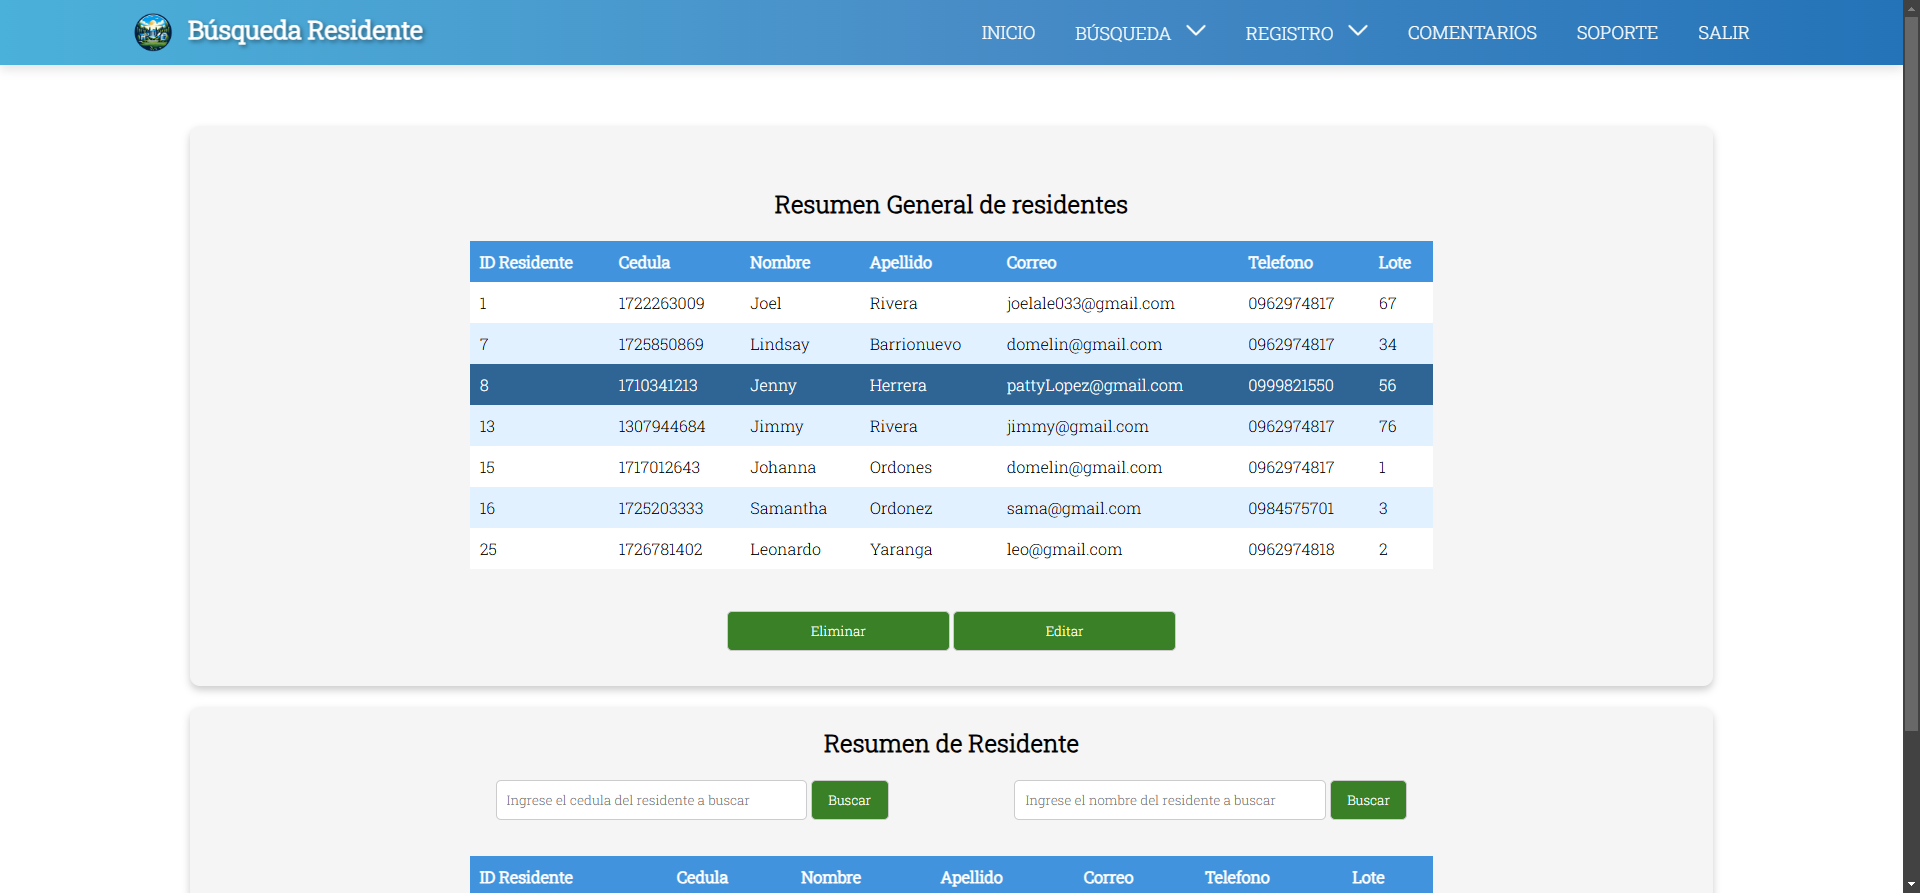 Búsqueda Residente
INICIO BÚSQUEDA REGISTRO COMENTARIOS SOPORTE SALIR
Resumen General de residentes
ID Residente Cedula Nombre Apellido Correo Telefono Lote
1 1722263009 Joel Rivera joelale033@gmail.com 0962974817 67
7 1725850869 Lindsay Barrionuevo domelin@gmail.com 0962974817 34
8 1710341213 Jenny Herrera pattyLopez@gmail.com 0999821550 56
13 1307944684 Jimmy Rivera jimmy@gmail.com 0962974817 76
15 1717012643 Johanna Ordones domelin@gmail.com 0962974817 1
16 1725203333 Samantha Ordonez sama@gmail.com 0984575701 3
25 1726781402 Leonardo Yaranga leo@gmail.com 0962974818 2
Eliminar Editar
Resumen de Residente
Ingrese el cedula del residente a buscar Buscar Ingrese el nombre del residente a buscar Buscar
ID Residente Cedula Nombre Apellido Correo Telefono Lote